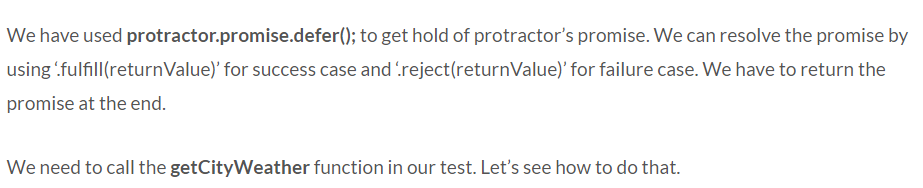 We have used protractor.promise.defer(); to get hold of protractor’s promise. We can resolve the promise by
using ‘.fulfill(returnValue)’ for success case and ‘.reject(returnValue)’ for failure case. We have to return the
promise at the end.
We need to call the getCityWeather function in our test. Let’s see how to do that.